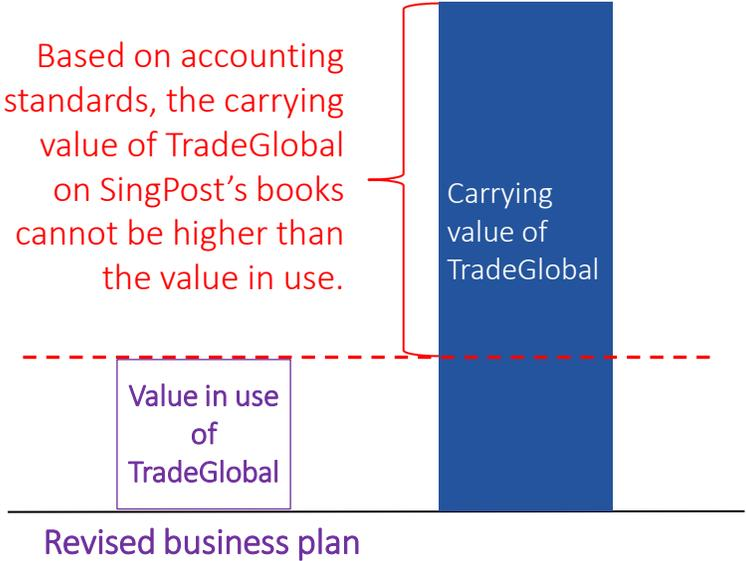 Based on accounting
standards, the carrying
value of TradeGlobal
on SingPost’s books
cannot be higher than
the value in use.
Carrying
value of
TradeGlobal
Value in use
of
TradeGlobal
Revised business plan